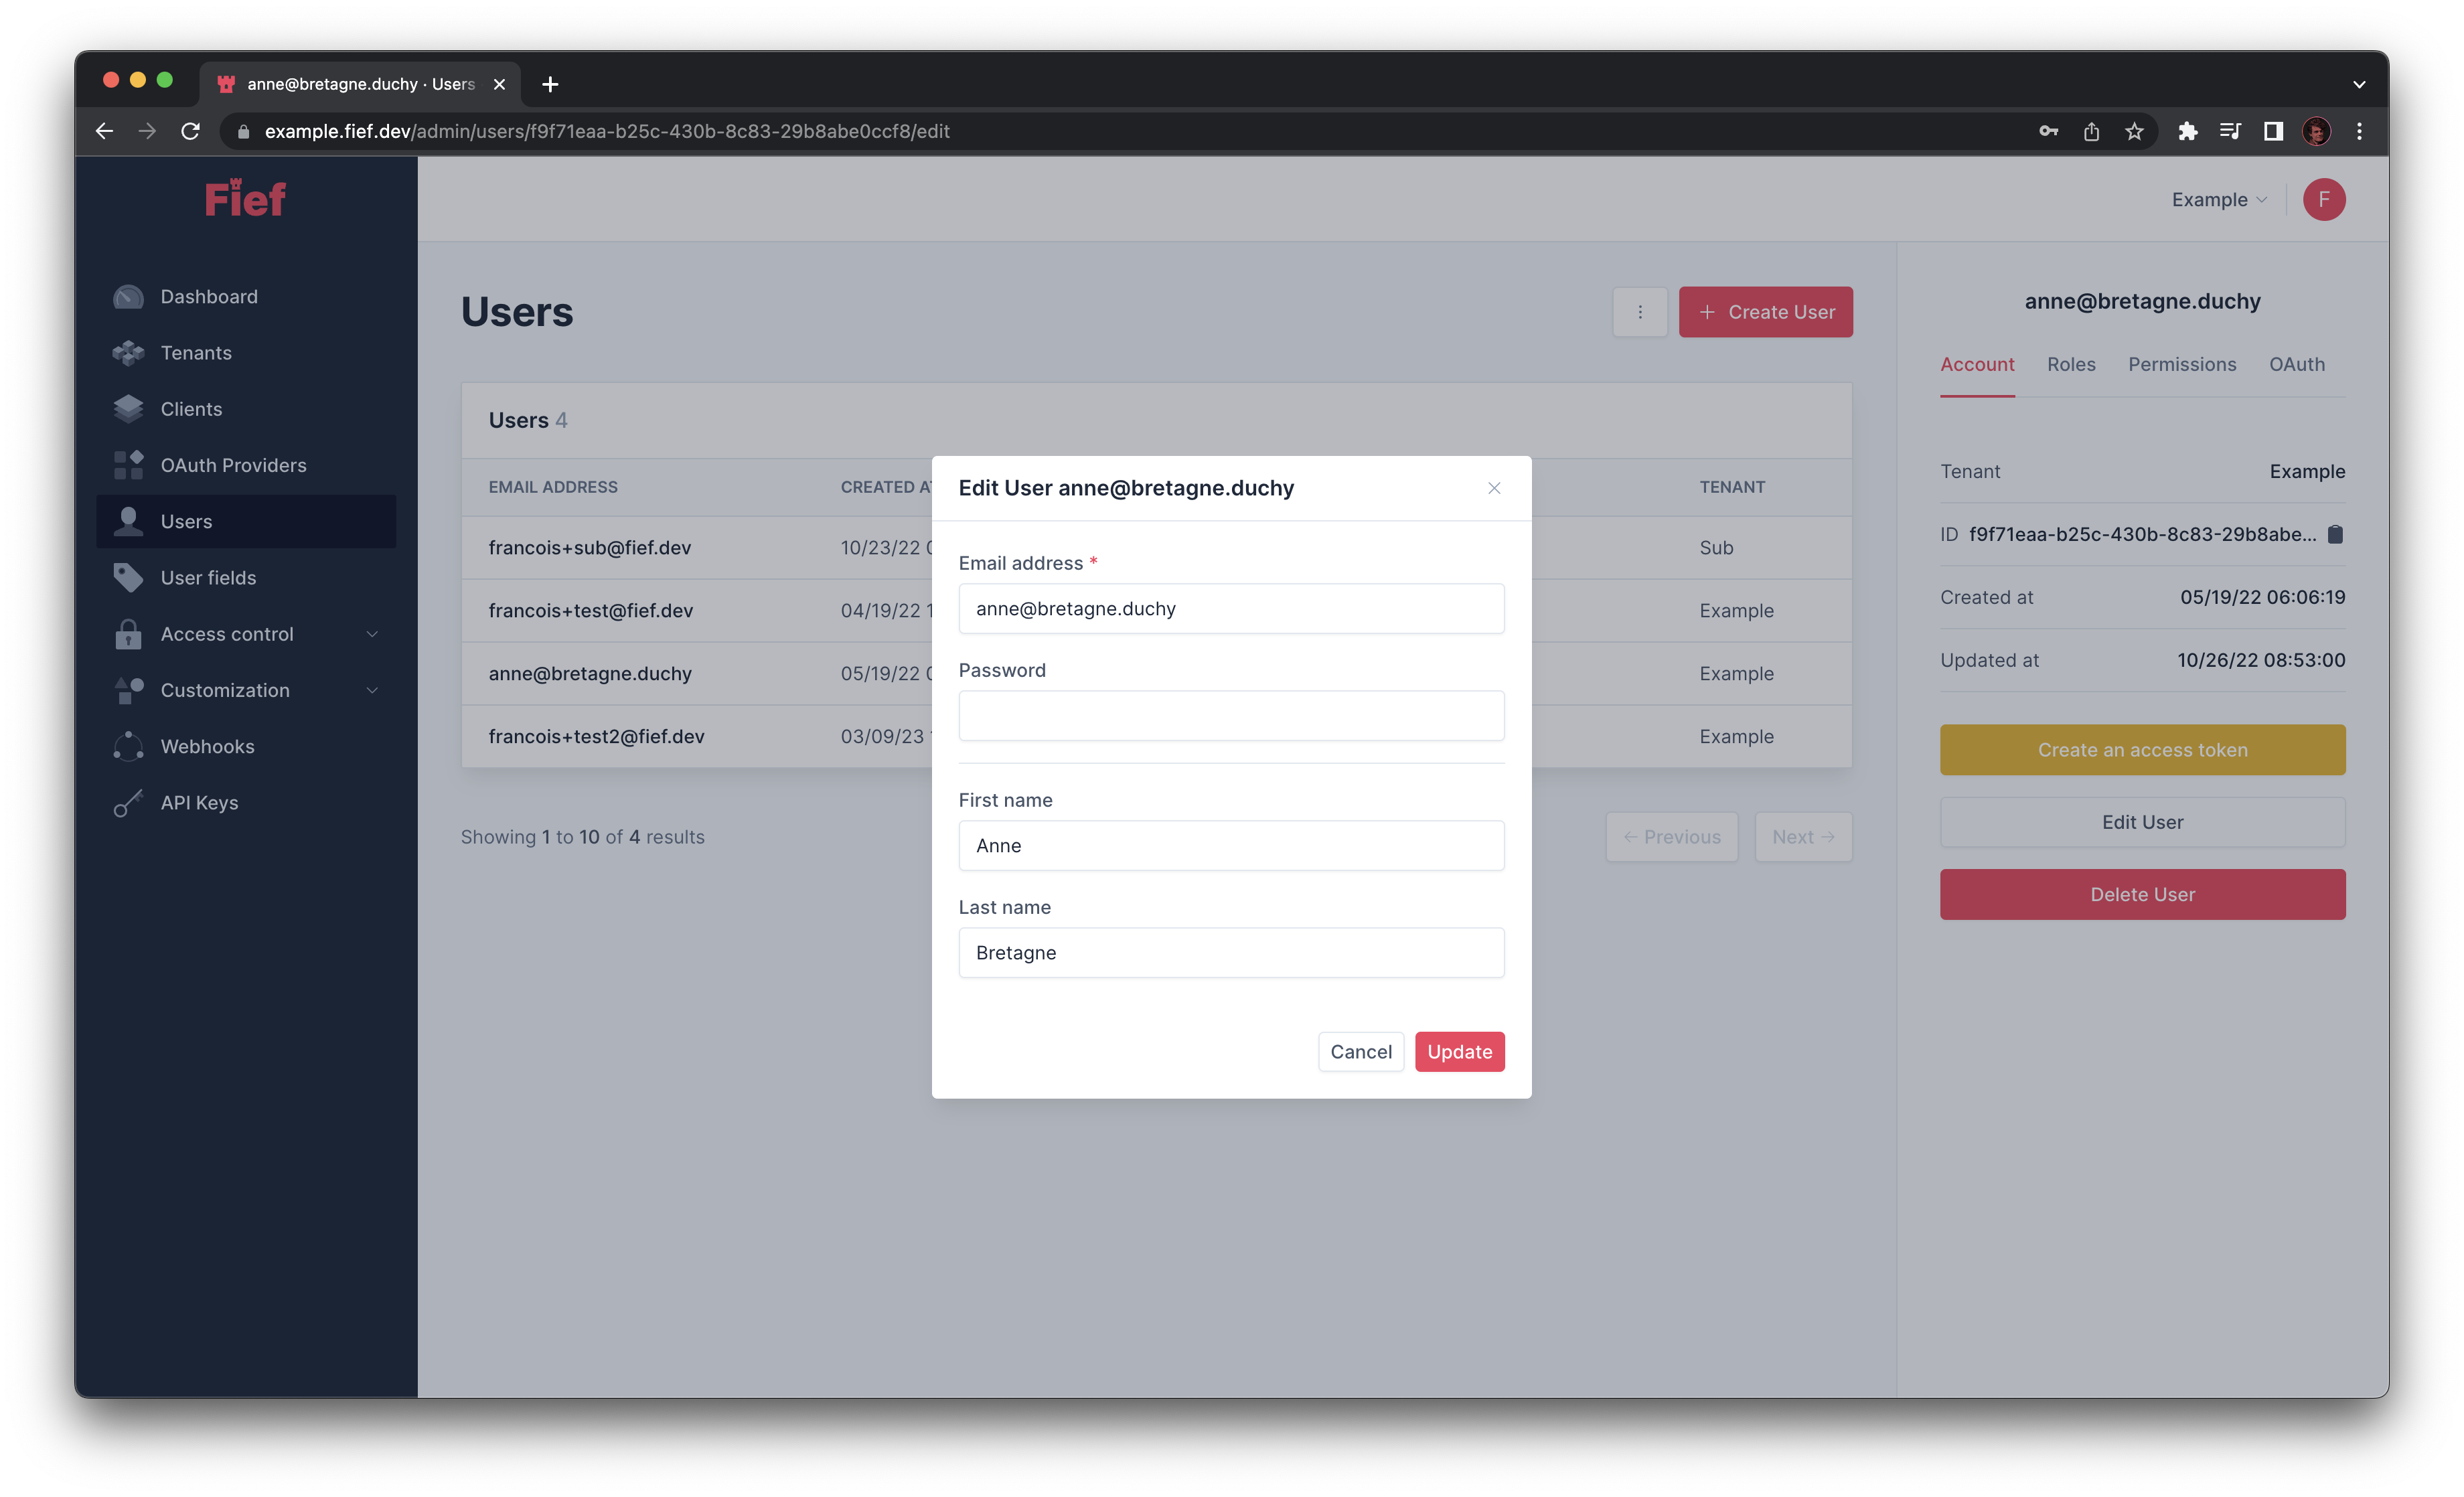 anne@bretagne.duchy · Users
example.fief.dev/admin/users/f9f71eaa-b25c-430b-8c83-29b8abe0ccf8/edit
Fief
Example
F
Dashboard
Tenants
Clients
OAuth Providers
Users
User fields
Access control
Customization
Webhooks
API Keys
Users
Create User
Users 4
EMAIL ADDRESS CREATED TENANT
francois+sub@fief.dev 10/23/22 Sub
francois+test@fief.dev 04/19/22 Example
anne@bretagne.duchy 05/19/22 Example
francois+test2@fief.dev 03/09/23 Example
Showing 1 to 10 of 4 results
← Previous
Next →
Edit User anne@bretagne.duchy
Email address *
anne@bretagne.duchy
Password
First name
Anne
Last name
Bretagne
Cancel
Update
anne@bretagne.duchy
Account Roles Permissions OAuth
Tenant Example
ID f9f71eaa-b25c-430b-8c83-29b8abe...
Created at 05/19/22 06:06:19
Updated at 10/26/22 08:53:00
Create an access token
Edit User
Delete User